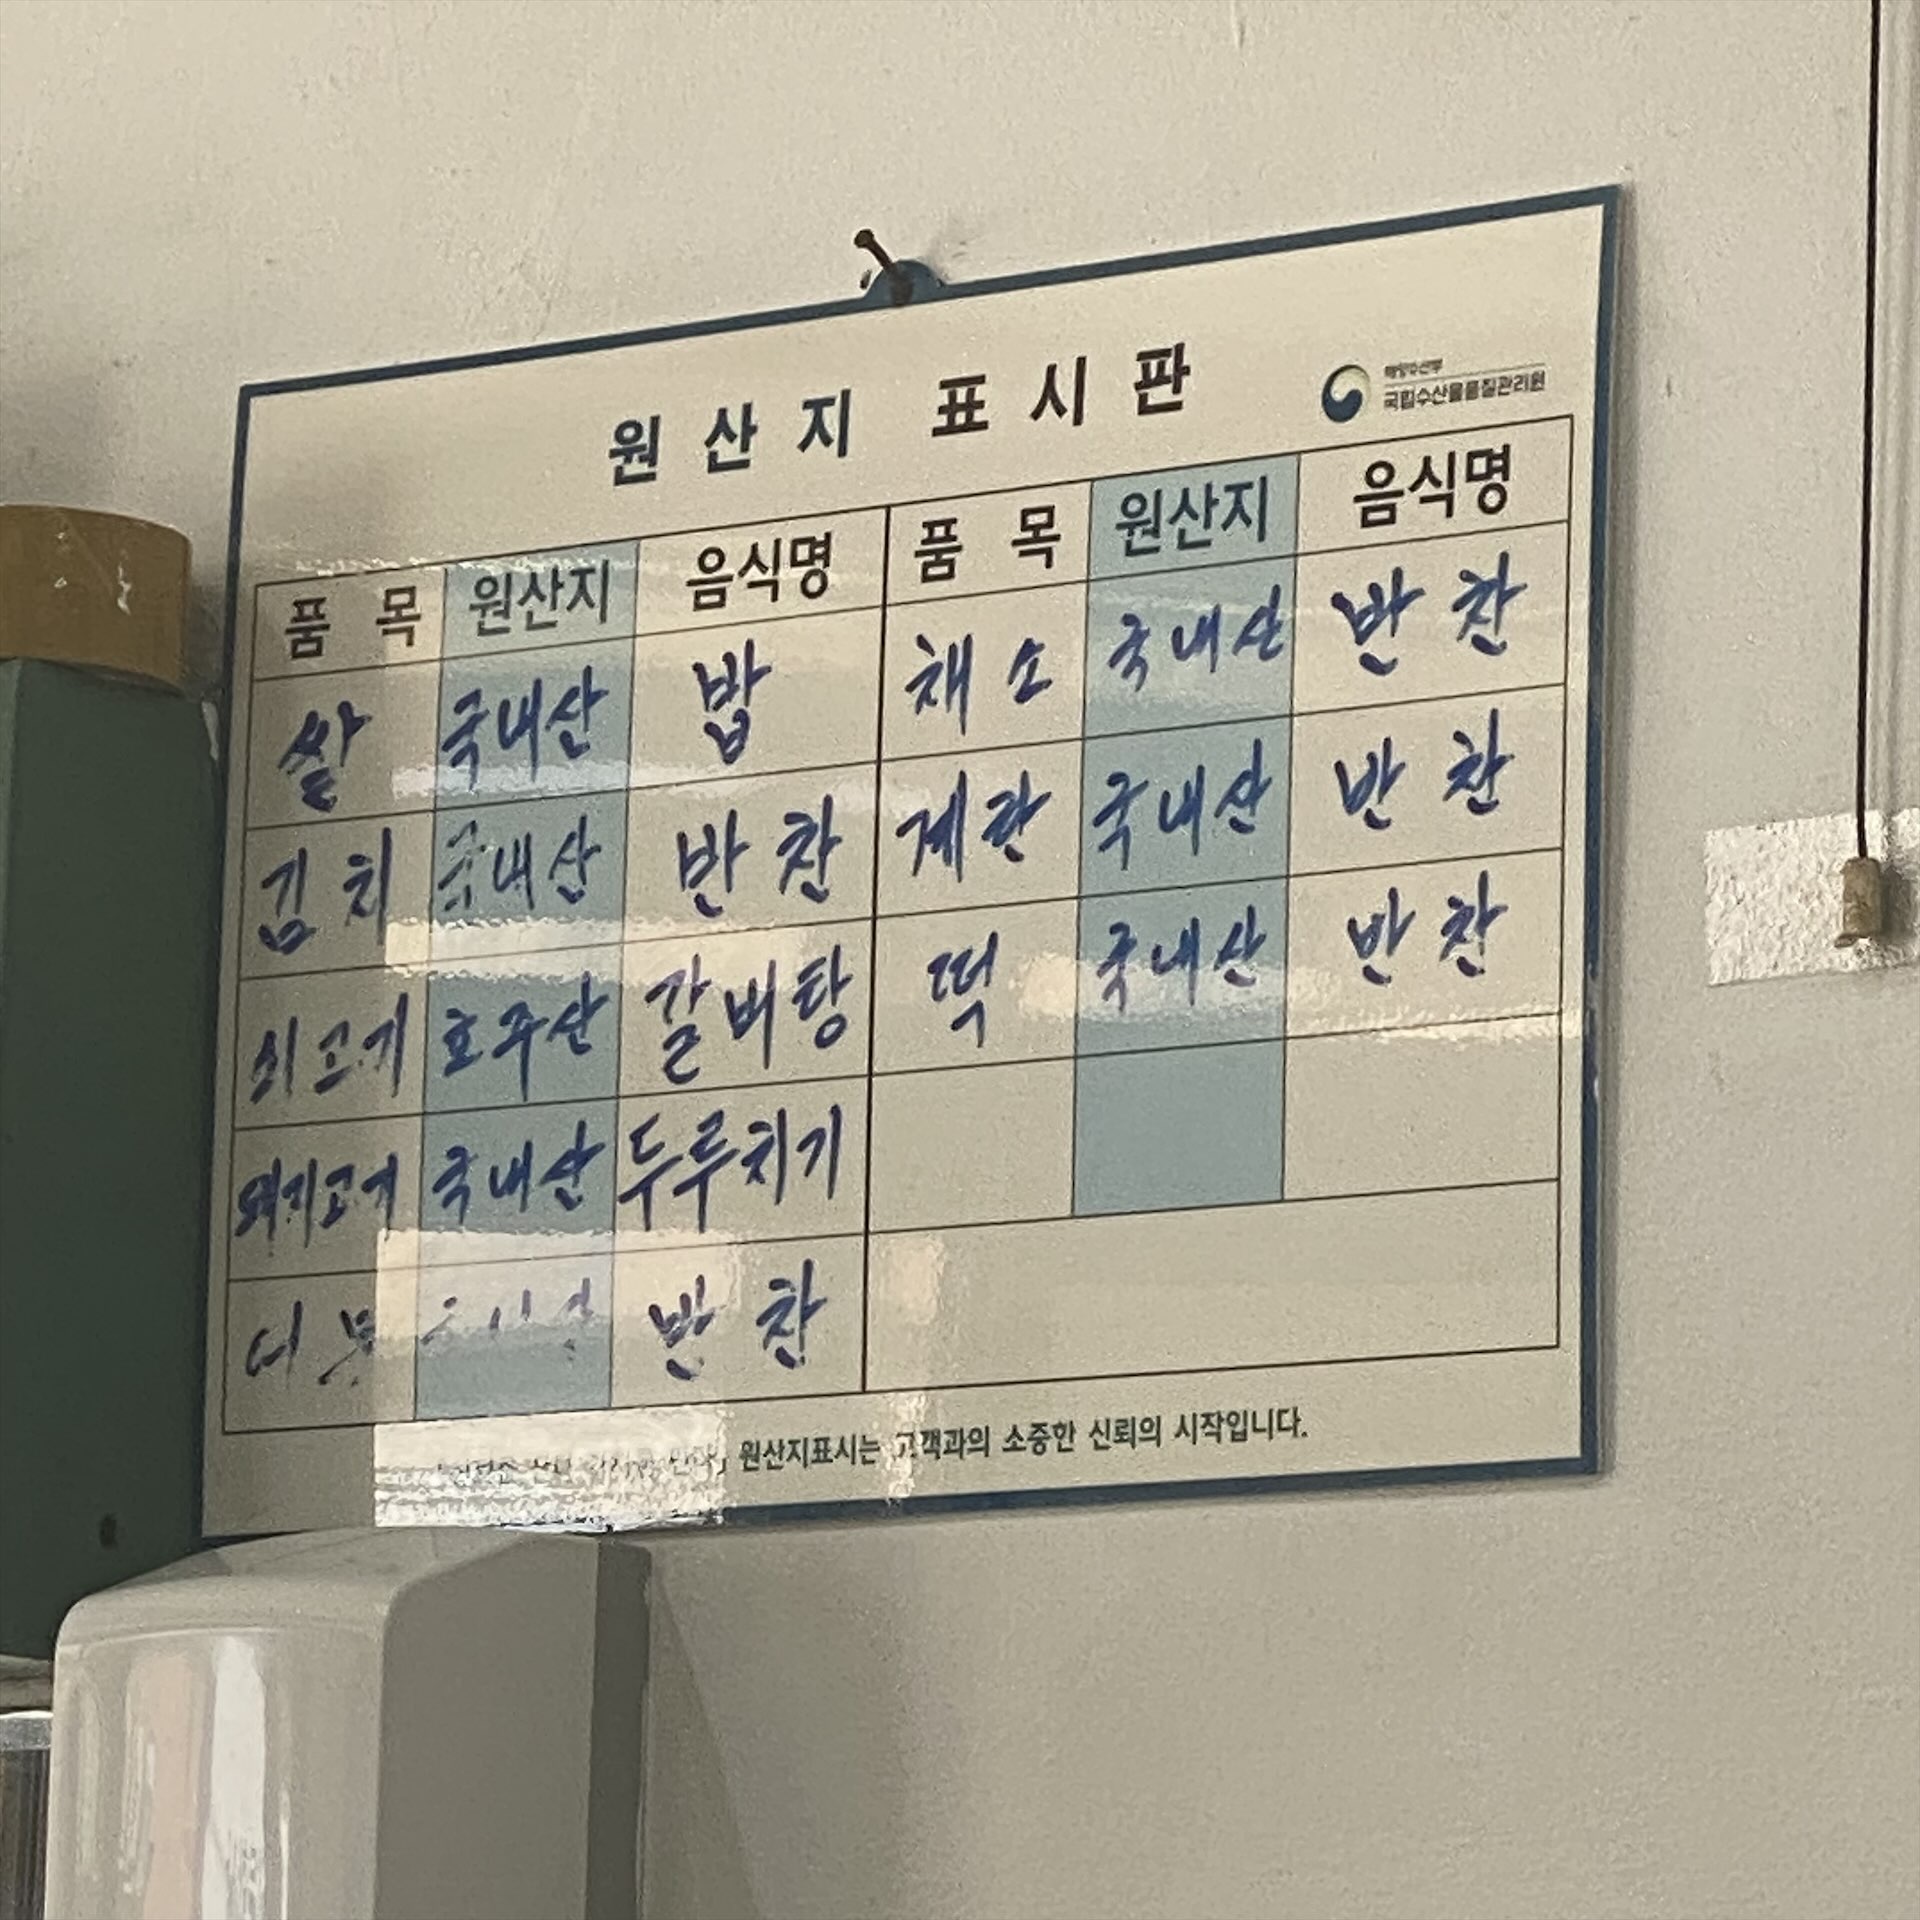 원산지 표시판
해양수산부
국립수산물품질관리원
품목 원산지 음식명 품목 원산지 음식명
쌀 국내산 밥 채소 국내산 반찬
김치 국내산 반찬 계란 국내산 반찬
쇠고기 호주산 갈비탕 떡 국내산 반찬
돼지고기 국내산 두루치기
반찬
원산지표시는 고객과의 소중한 신뢰의 시작입니다.